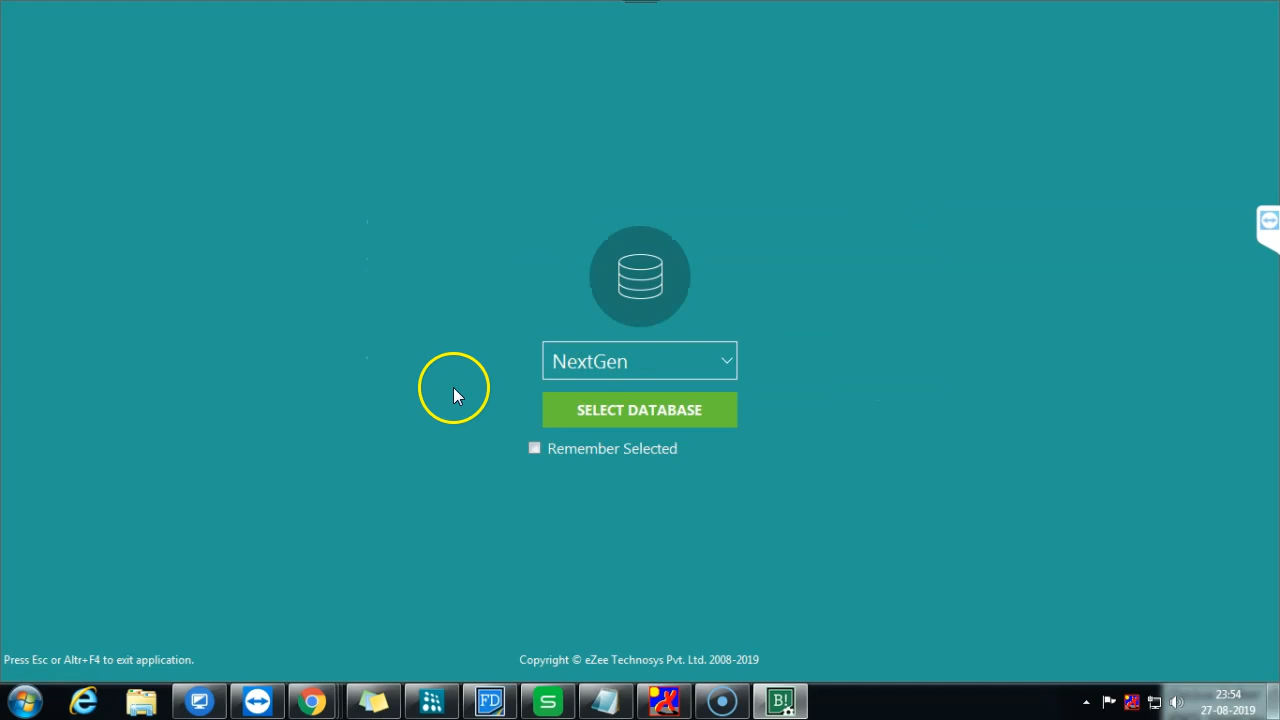 NextGen
SELECT DATABASE
Remember Selected
Press Esc or Altr+F4 to exit application.
Copyright © eZee Technosys Pvt. Ltd. 2008-2019
FD
S
B!
23:54
27-08-2019